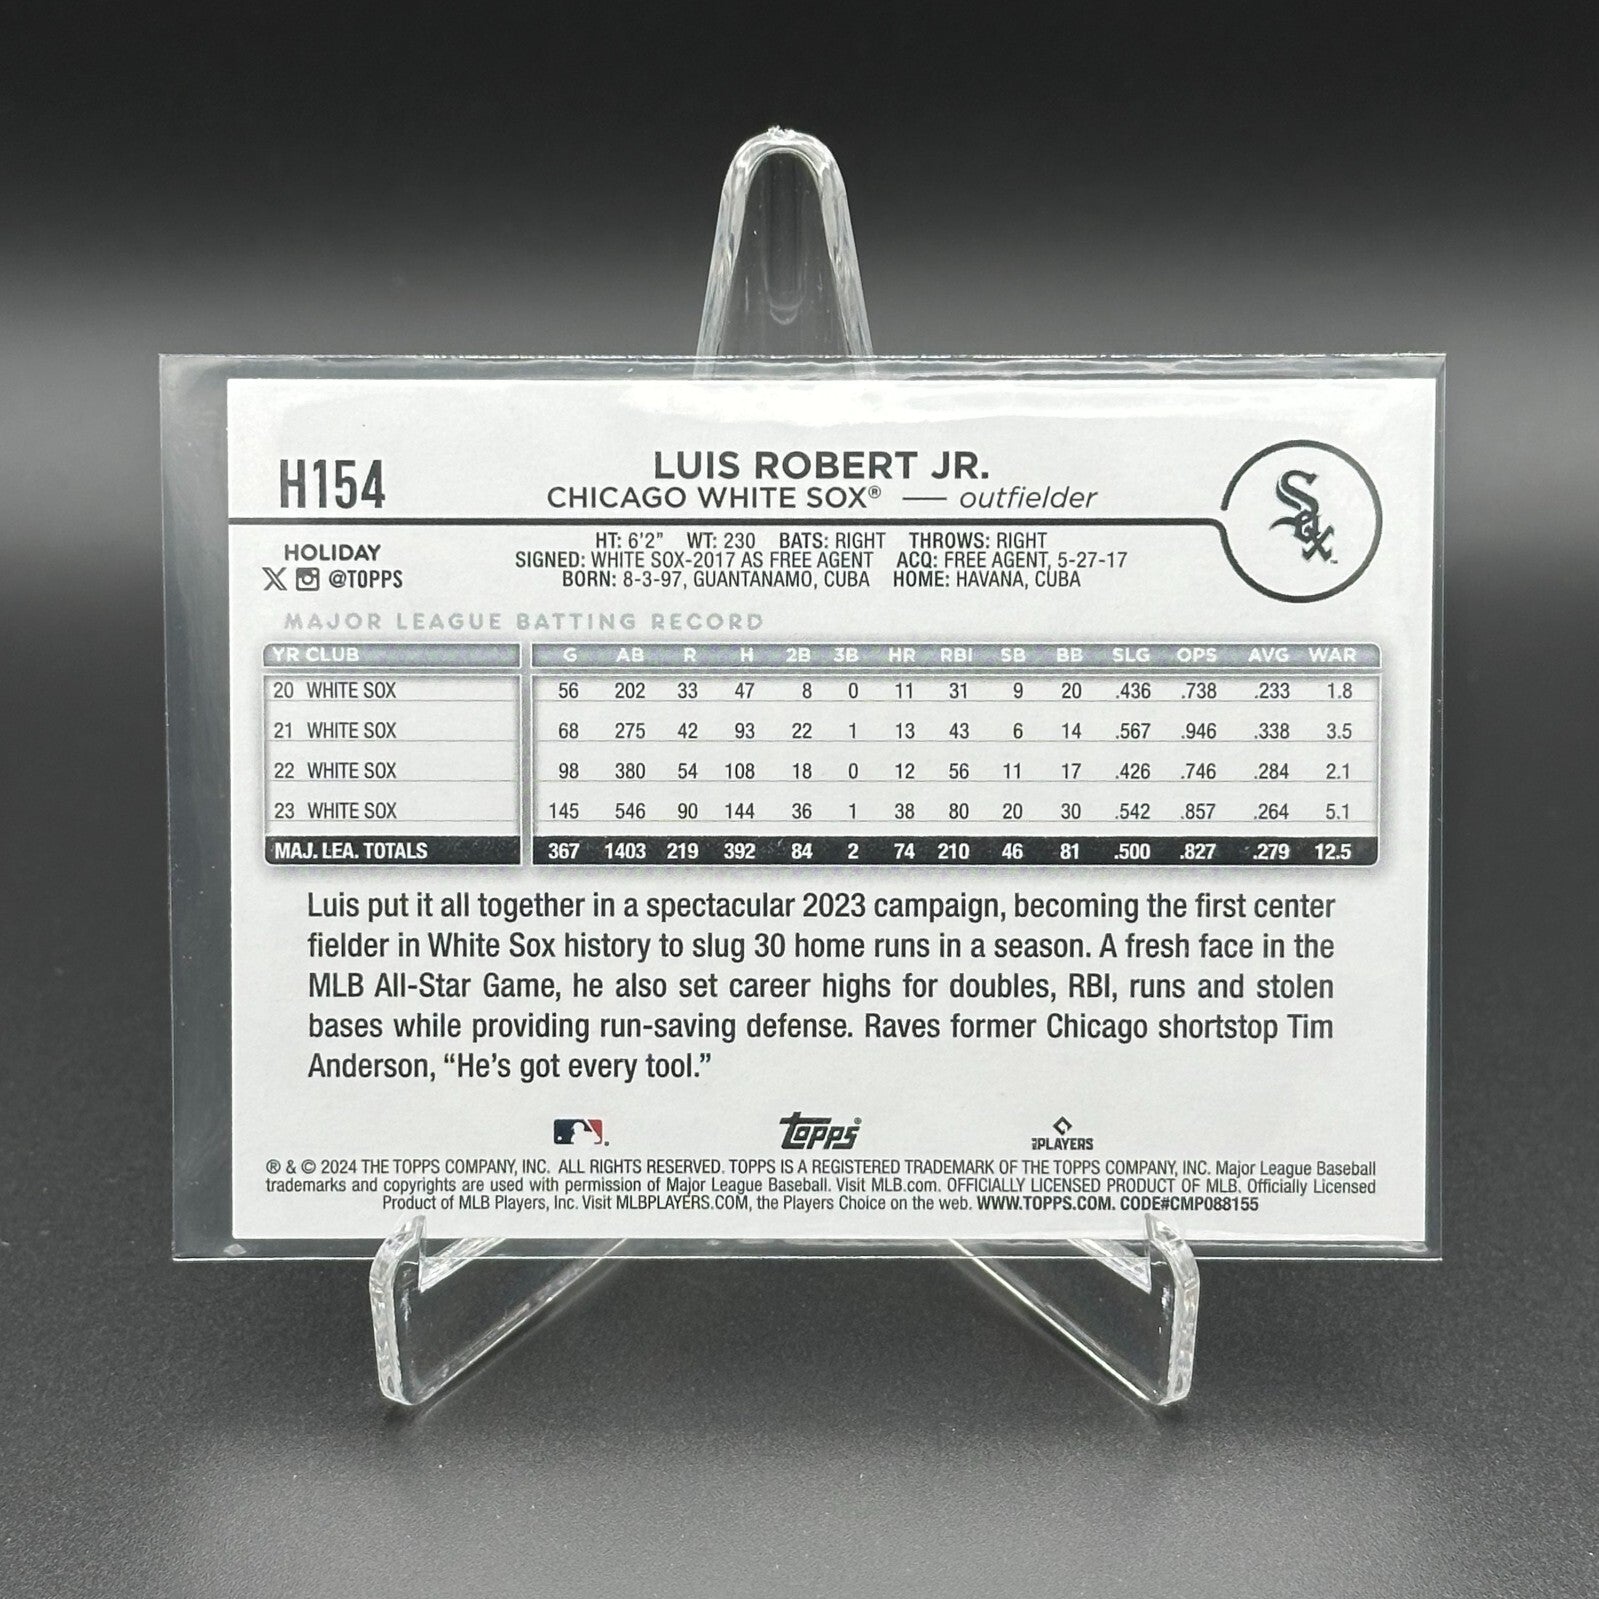 H154
LUIS ROBERT JR.
CHICAGO WHITE SOX® — outfielder
Sox
HOLIDAY
X @TOPPS
HT: 6'2" WT: 230 BATS: RIGHT THROWS: RIGHT
SIGNED: WHITE SOX-2017 AS FREE AGENT ACQ: FREE AGENT, 5-27-17
BORN: 8-3-97, GUANTANAMO, CUBA HOME: HAVANA, CUBA
MAJOR LEAGUE BATTING RECORD
YR CLUB G AB R H 2B 3B HR RBI SB BB SLG OPS AVG WAR
20 WHITE SOX 56 202 33 47 8 0 11 31 9 20 .436 .738 .233 1.8
21 WHITE SOX 68 275 42 93 22 1 13 43 6 14 .567 .946 .338 3.5
22 WHITE SOX 98 380 54 108 18 0 12 56 11 17 .426 .746 .284 2.1
23 WHITE SOX 145 546 90 144 36 1 38 80 20 30 .542 .857 .264 5.1
MAJ. LEA. TOTALS 367 1403 219 392 84 2 74 210 46 81 .500 .827 .279 12.5
Luis put it all together in a spectacular 2023 campaign, becoming the first center
fielder in White Sox history to slug 30 home runs in a season. A fresh face in the
MLB All-Star Game, he also set career highs for doubles, RBI, runs and stolen
bases while providing run-saving defense. Raves former Chicago shortstop Tim
Anderson, “He’s got every tool.”
Topps®
PLAYERS
® & © 2024 THE TOPPS COMPANY, INC. ALL RIGHTS RESERVED. TOPPS IS A REGISTERED TRADEMARK OF THE TOPPS COMPANY, INC. Major League Baseball
trademarks and copyrights are used with permission of Major League Baseball. Visit MLB.com. OFFICIALLY LICENSED PRODUCT OF MLB. Officially Licensed
Product of MLB Players, Inc. Visit MLBPLAYERS.COM, the Players Choice on the web. WWW.TOPPS.COM. CODE#CMP088155